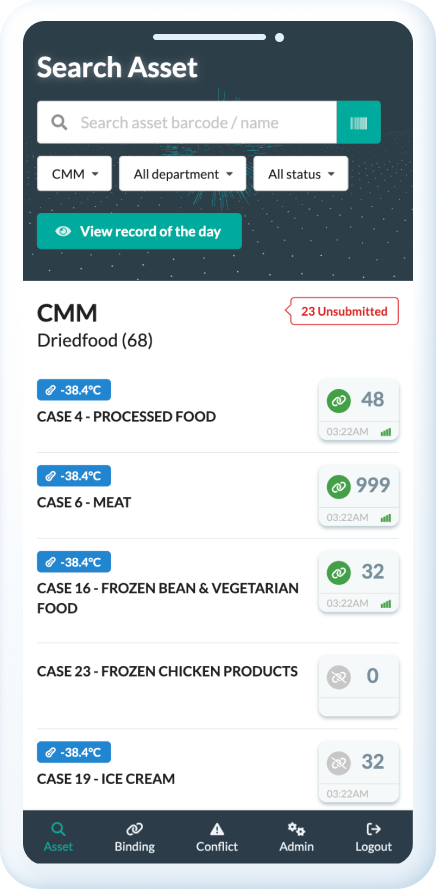 Search Asset
Search asset barcode / name
CMM
All department
All status
View record of the day
CMM
23 Unsubmitted
Driedfood (68)
-38.4°C
CASE 4 - PROCESSED FOOD
48
03:22AM
-38.4°C
CASE 6 - MEAT
999
03:22AM
-38.4°C
CASE 16 - FROZEN BEAN & VEGETARIAN
FOOD
32
03:22AM
CASE 23 - FROZEN CHICKEN PRODUCTS
0
-38.4°C
CASE 19 - ICE CREAM
32
03:22AM
Asset
Binding
Conflict
Admin
Logout